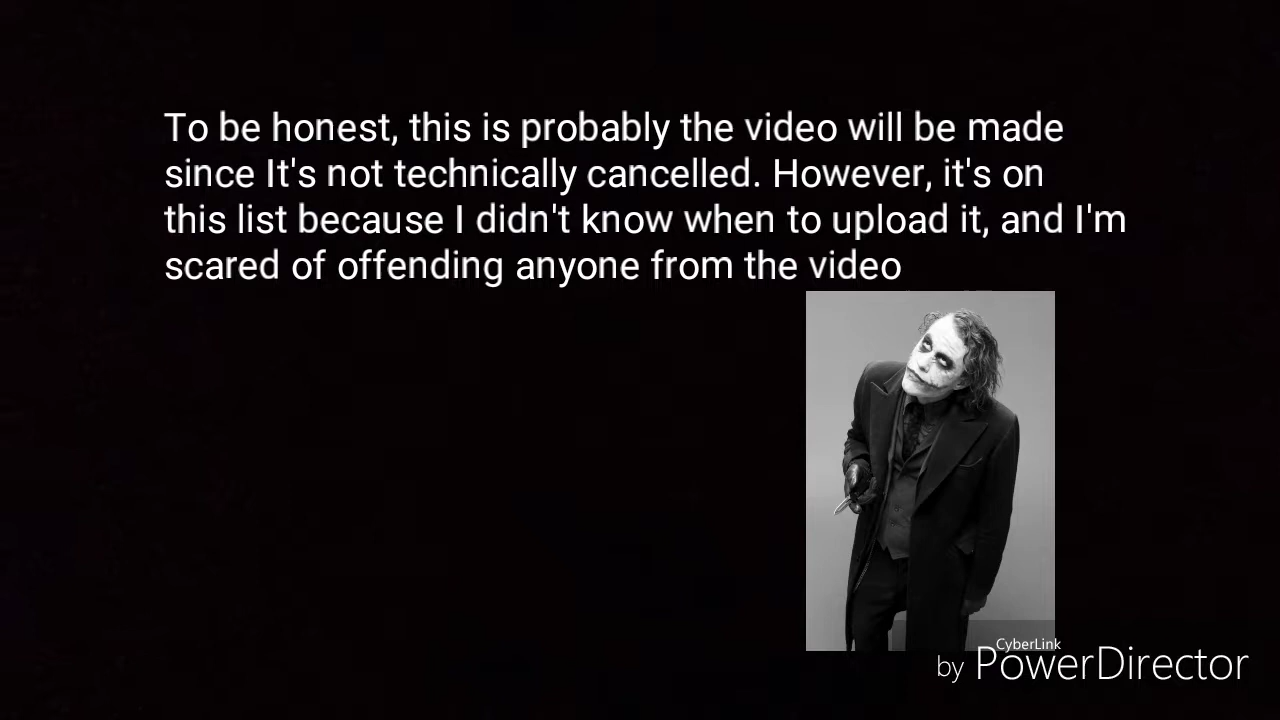 To be honest, this is probably the video will be made
since It's not technically cancelled. However, it's on
this list because I didn't know when to upload it, and I'm
scared of offending anyone from the video
CyberLink
by PowerDirector